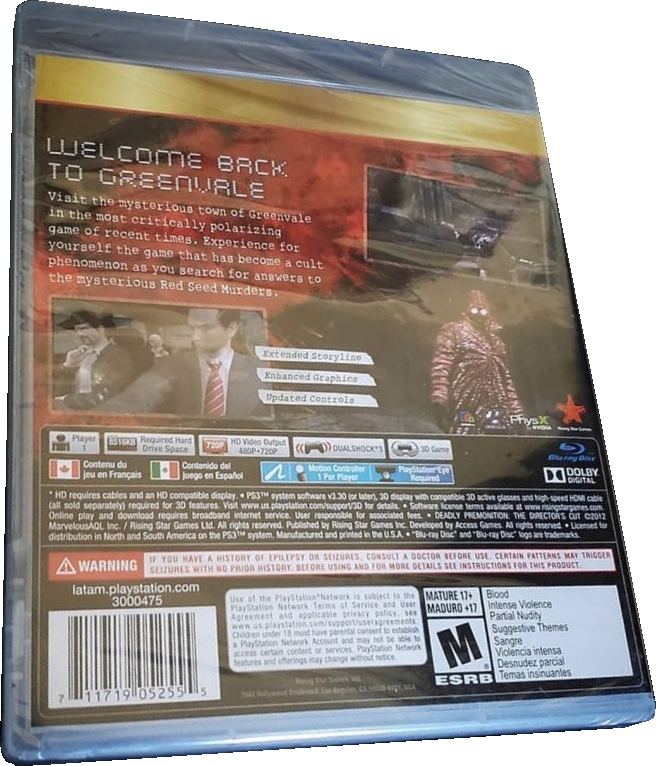 WELCOME BACK
TO GREENVALE
Visit the mysterious town of Greenvale
in the most critically polarizing
game of recent times. Experience for
yourself the game that has become a cult
phenomenon as you search for answers to
the mysterious Red Seed Murders.
Extended Storyline
Enhanced Graphics
Updated Controls
PhysX
by NVIDIA
Rising Star Games
Player
1
8516KB
Required Hard
Drive Space
720P
HD Video Output
480P•720P
DUALSHOCK®3
3D Game
Blu-ray Disc
Contenu du
jeu en Français
Contenido del
juego en Español
Motion Controller
1 Per Player
PlayStation®Eye
Required
DOLBY
DIGITAL
* HD requires cables and an HD compatible display. • PS3™ system software v3.30 (or later), 3D display with compatible 3D active glasses and high-speed HDMI cable
(all sold separately) required for 3D features. Visit www.us.playstation.com/support/3D for details. • Software license terms available at www.risingstargames.com.
Online play and download requires broadband internet service. User responsible for associated fees. • DEADLY PREMONITION: THE DIRECTOR'S CUT ©2012
MarvelousAQL Inc. / Rising Star Games Ltd. All rights reserved. Published by Rising Star Games Inc. Developed by Access Games. All rights reserved. • Licensed for
distribution in North and South America on the PS3™ system. Manufactured and printed in the U.S.A. • "Blu-ray Disc" and "Blu-ray Disc" logo are trademarks.
WARNING
IF YOU HAVE A HISTORY OF EPILEPSY OR SEIZURES, CONSULT A DOCTOR BEFORE USE. CERTAIN PATTERNS MAY TRIGGER
SEIZURES WITH NO PRIOR HISTORY. BEFORE USING AND FOR MORE DETAILS SEE INSTRUCTIONS FOR THIS PRODUCT.
latam.playstation.com
3000475
7 11719 05255 5
Use of the PlayStation®Network is subject to the
PlayStation Network Terms of Service and User
Agreement and applicable privacy policy, see
www.us.playstation.com/support/useragreements.
Children under 18 must have parental consent to establish
a PlayStation Network Account and may not be able to
access certain content or services. PlayStation Network
features and offerings may change without notice.
Rising Star Games Inc.
Hollywood Boulevard, Los Angeles, CA USA
MATURE 17+
MADURO +17
M
®
ESRB
Blood
Intense Violence
Partial Nudity
Suggestive Themes
Sangre
Violencia intensa
Desnudez parcial
Temas insinuantes